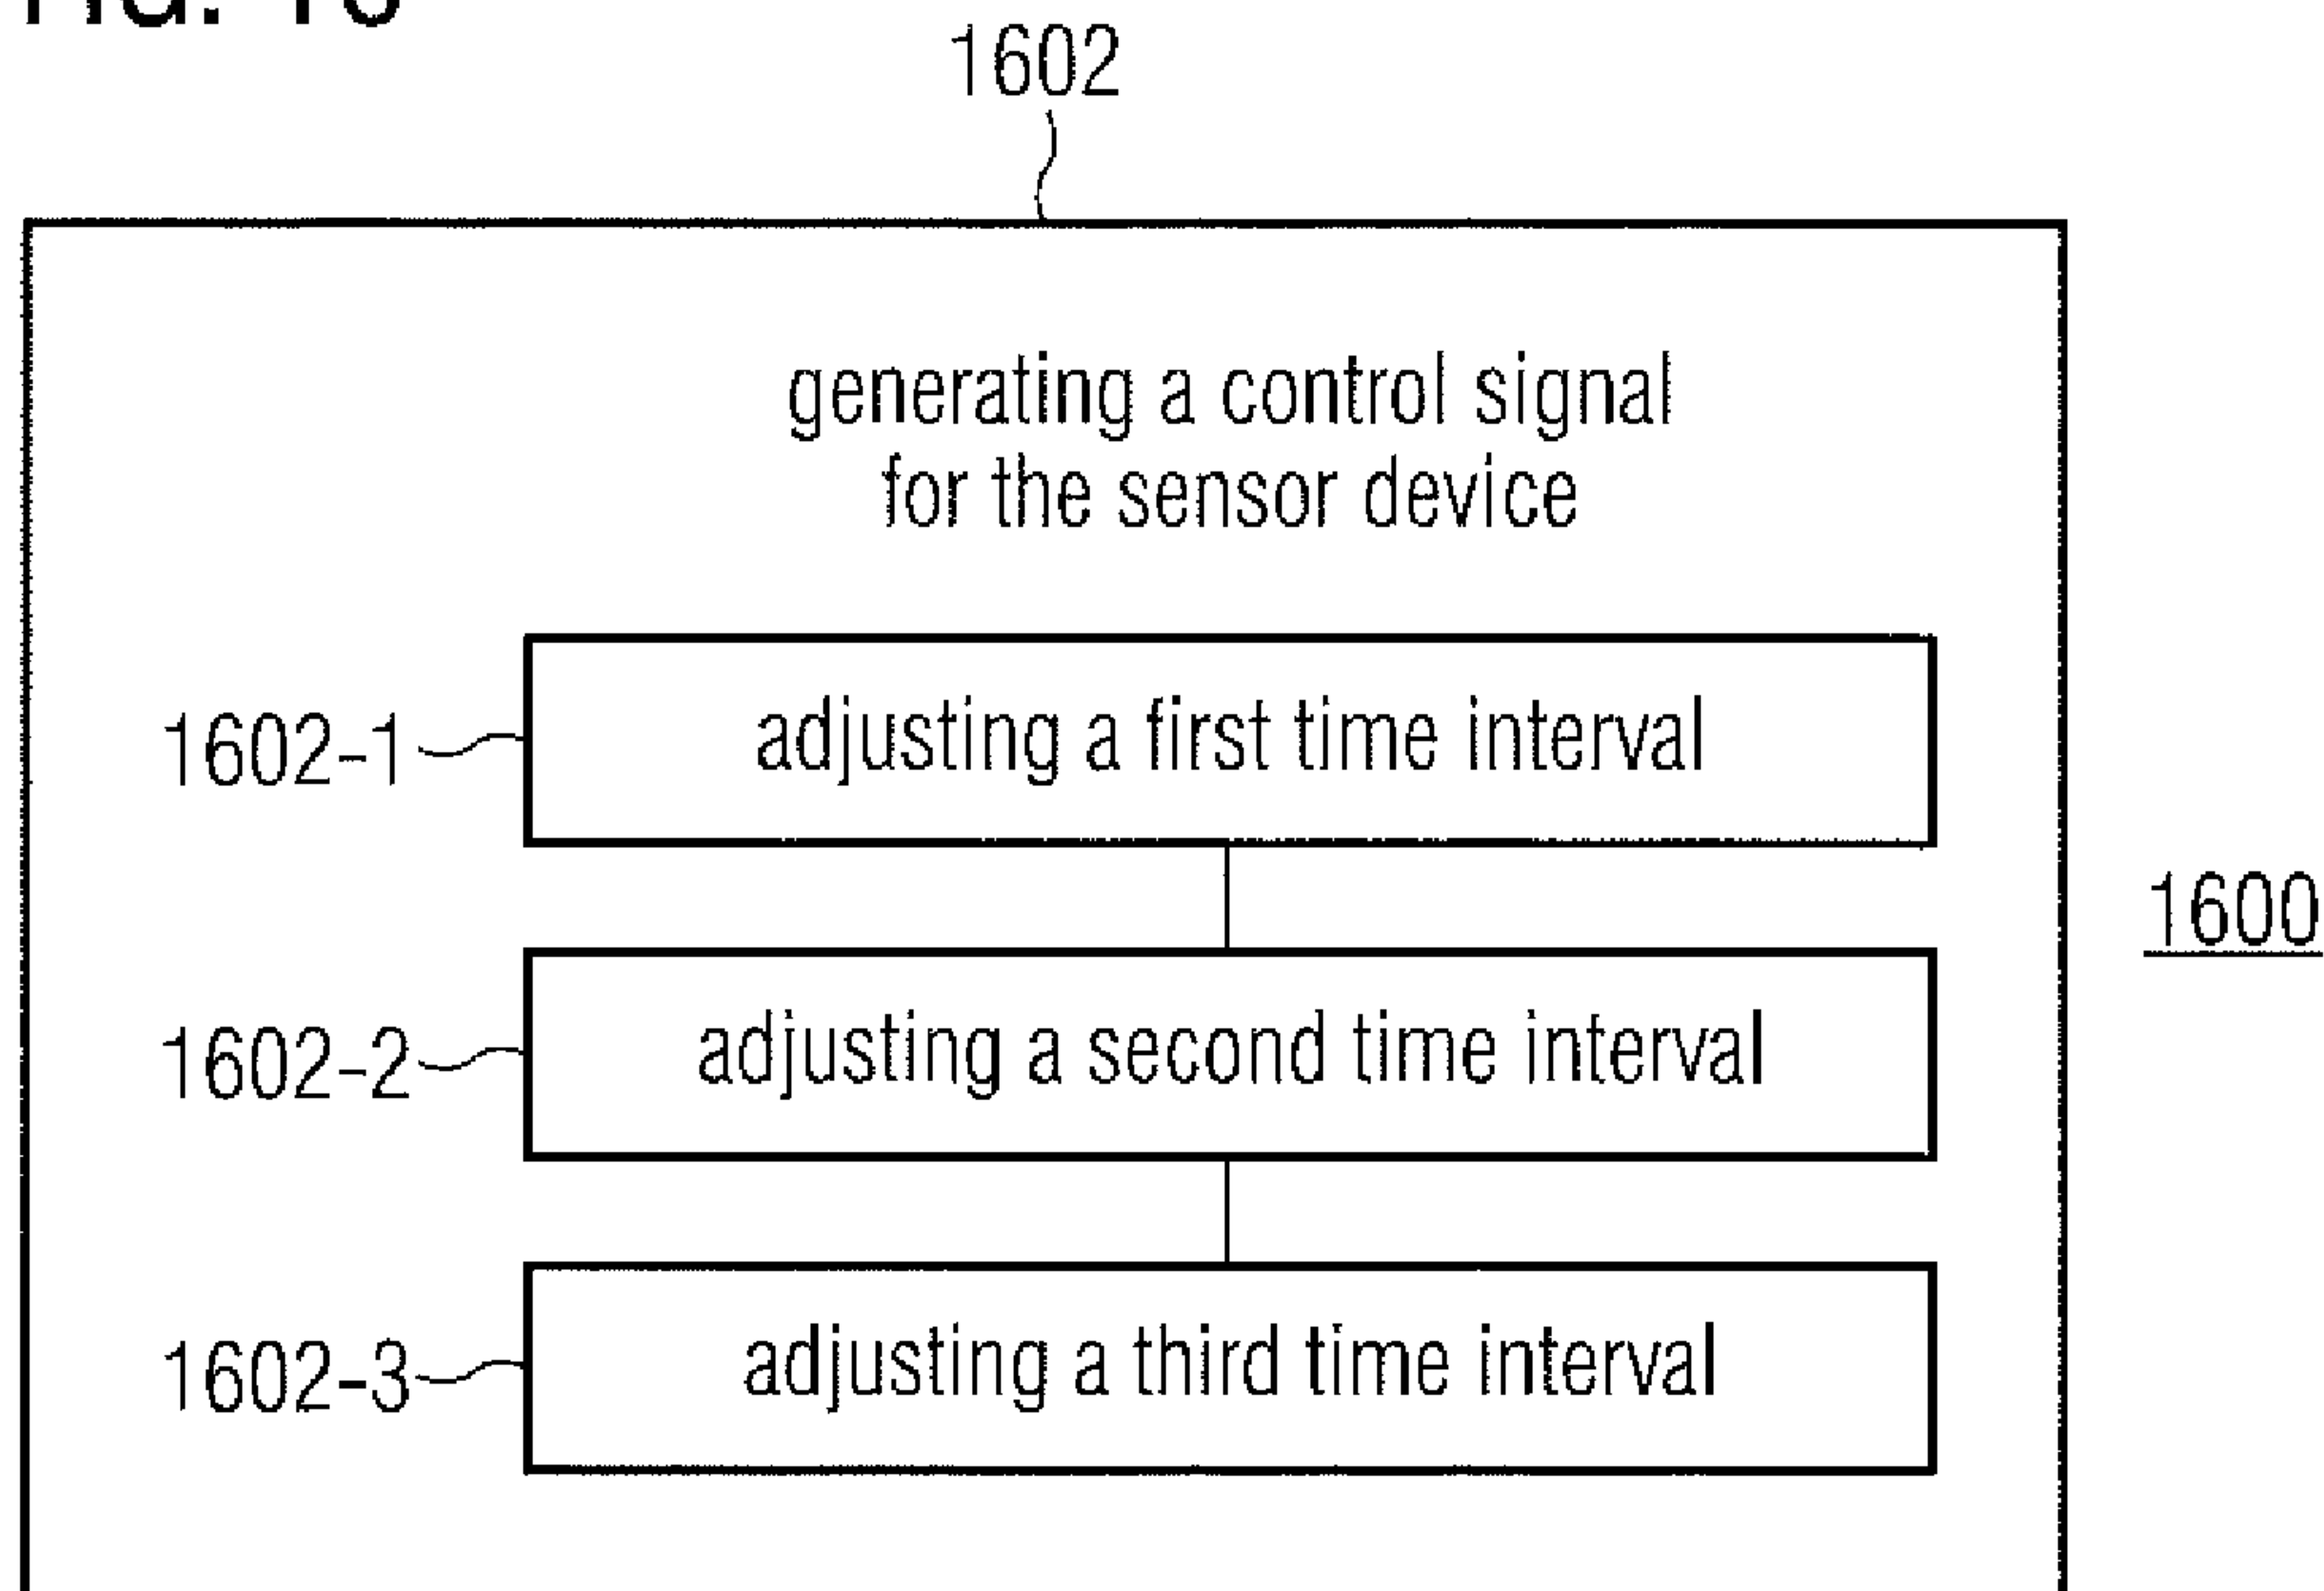 1602
generating a control signal
for the sensor device
1602-1
adjusting a first time interval
1600
1602-2
adjusting a second time interval
1602-3
adjusting a third time interval